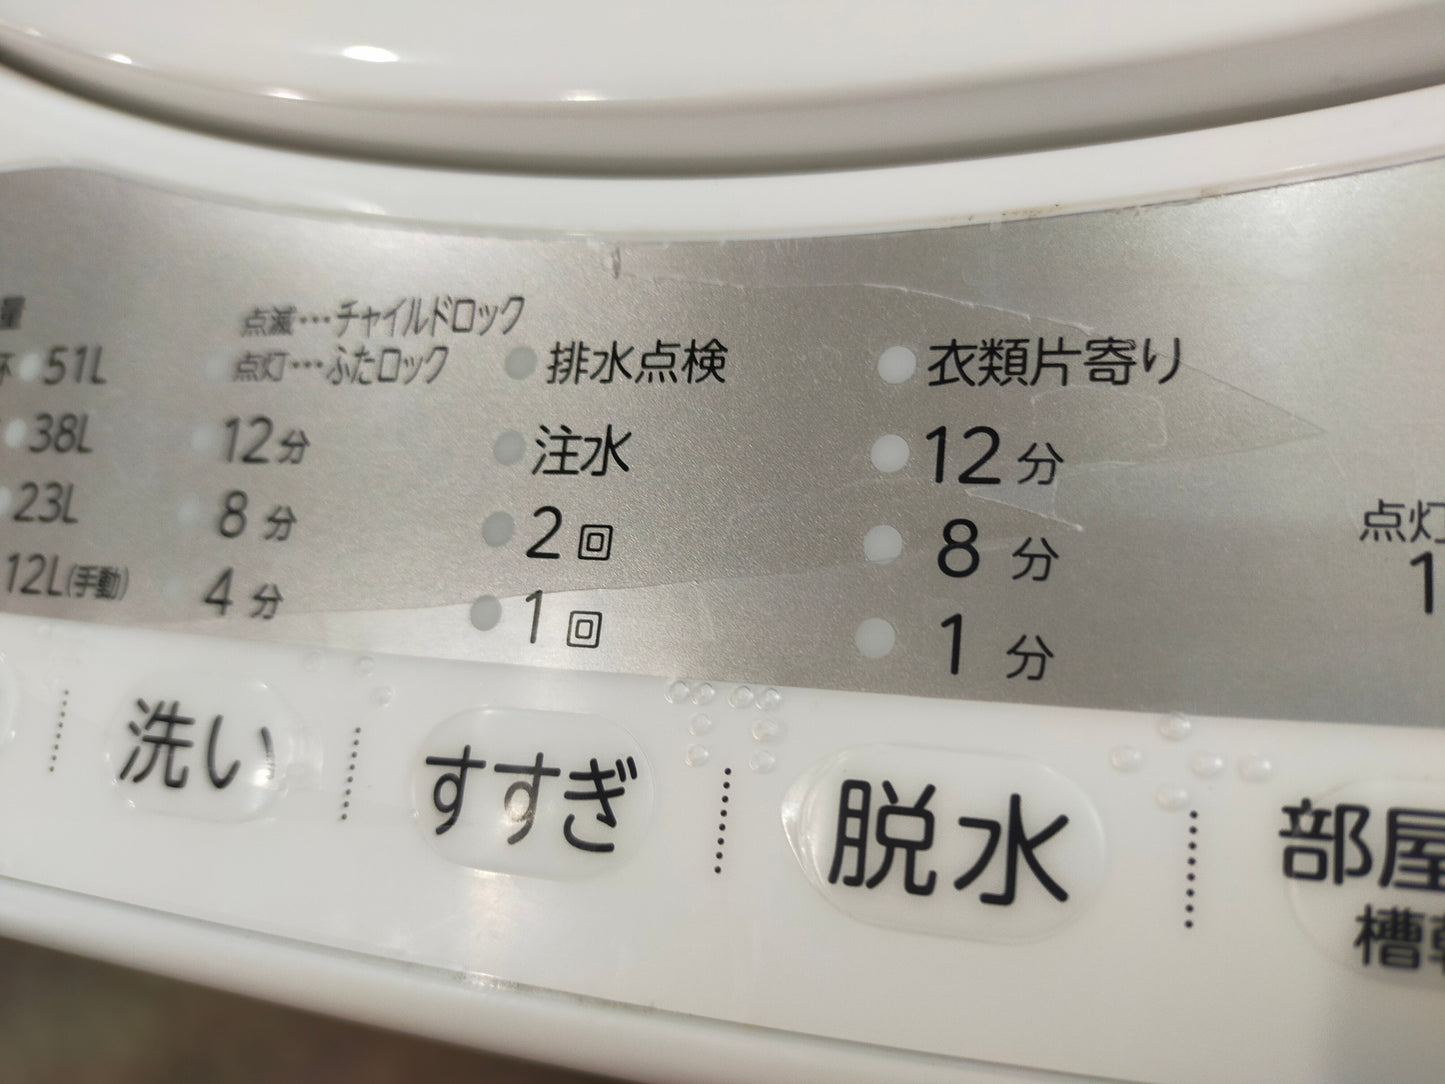 量
点滅…チャイルドロック
杯 51L
点灯…ふたロック
排水点検
衣類片寄り
38L
12分
注水
12分
23L
8分
2回
8分
点灯
12L(手動)
4分
1回
1分
1
洗い
すすぎ
脱水
部屋
槽乾